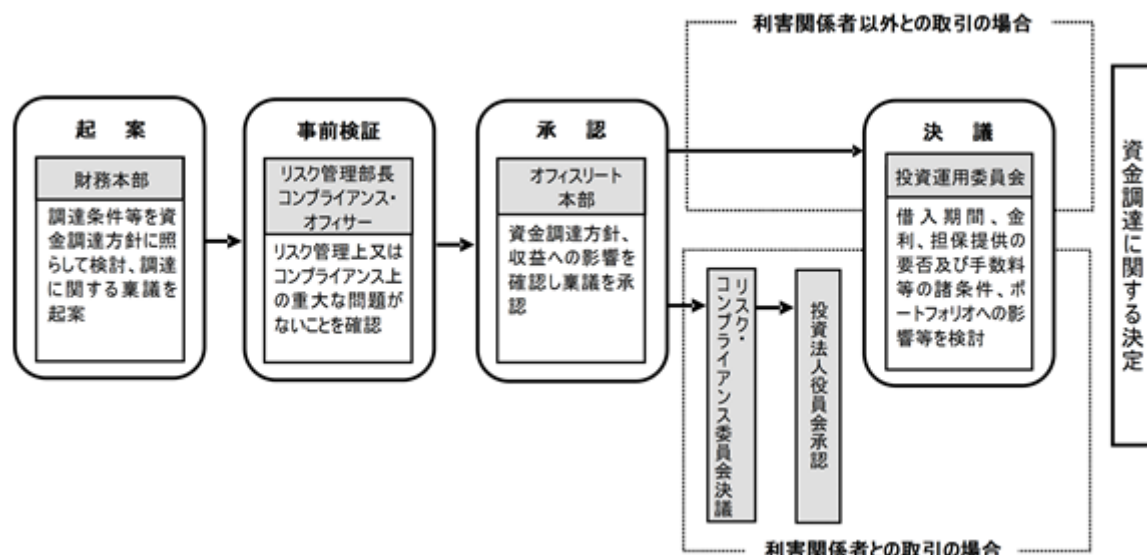 利害関係者以外との取引の場合
起 案
財務本部
調達条件等を資
金調達方針に照
らして検討、調達
に関する稟議を
起案
事前検証
リスク管理部長
コンプライアンス・
オフィサー
リスク管理上又は
コンプライアンス上
の重大な問題が
ないことを確認
承 認
オフィスリート
本部
資金調達方針、
収益への影響を
確認し稟議を承
認
リスク・
コンプライアンス委員会決議
投資法人役員会承認
決 議
投資運用委員会
借入期間、金
利、担保提供の
要否及び手数料
等の諸条件、ポ
ートフォリオへの影
響等を検討
資金調達に関する決定
利害関係者との取引の場合